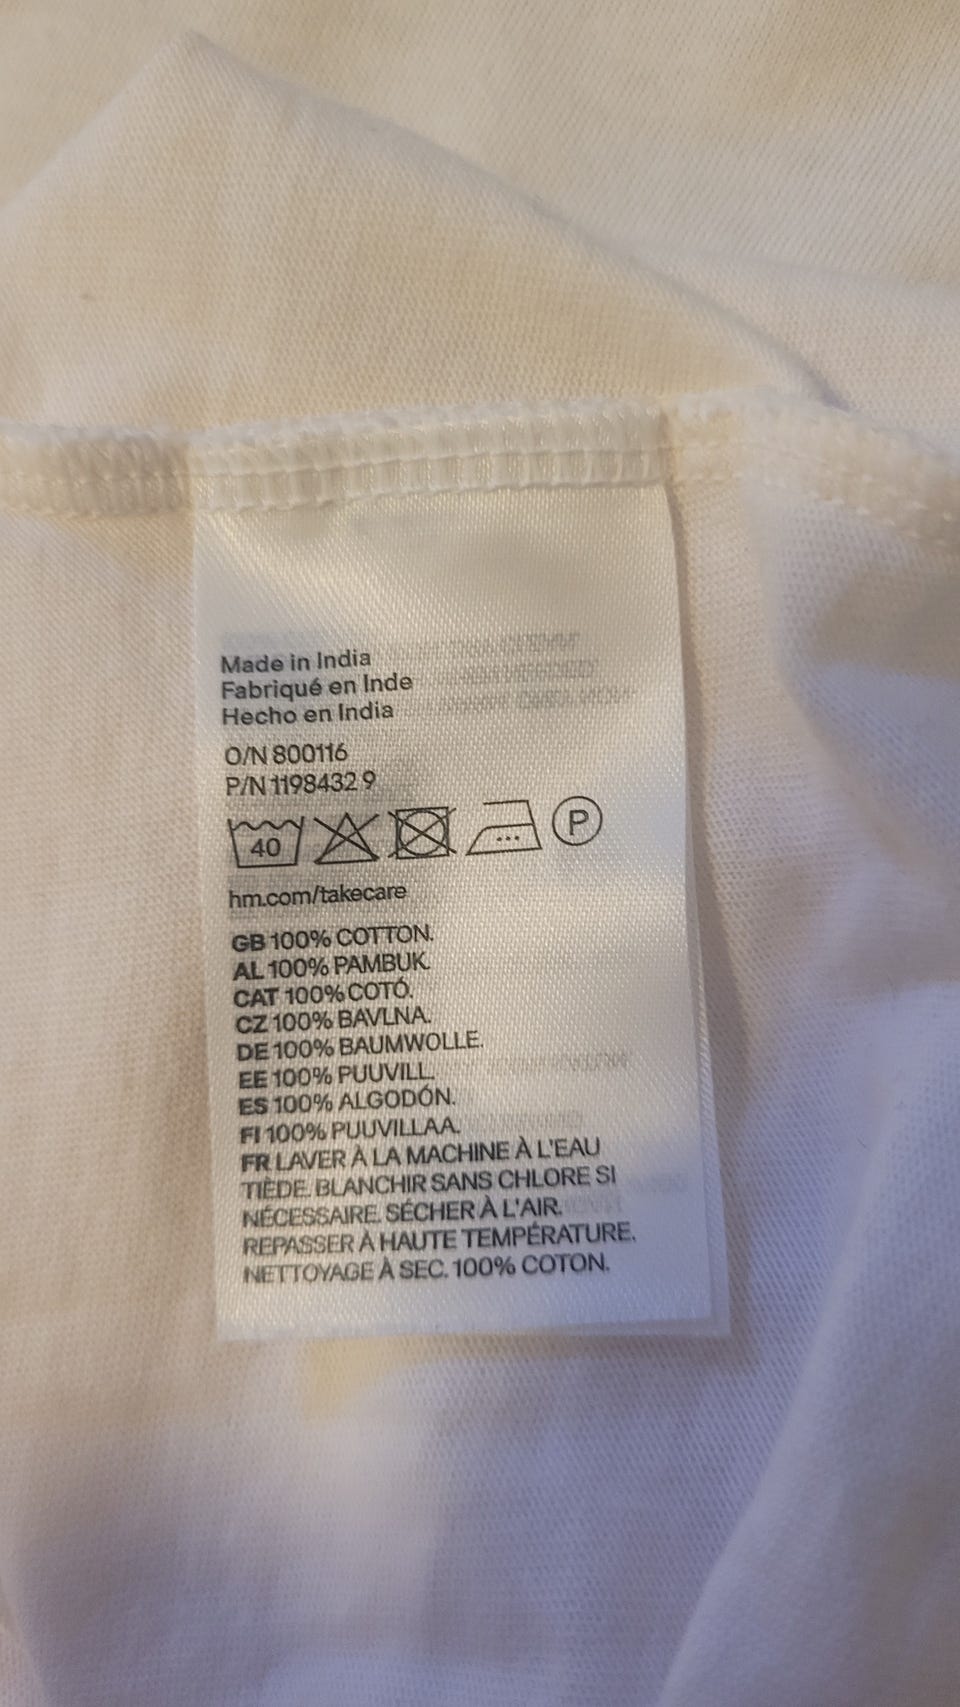 Made in India
Fabriqué en Inde
Hecho en India
O/N 800116
P/N 1198432 9
40 P
hm.com/takecare
GB 100% COTTON.
AL 100% PAMBUK.
CAT 100% COTÓ.
CZ 100% BAVLNA.
DE 100% BAUMWOLLE.
EE 100% PUUVILL.
ES 100% ALGODÓN.
FI 100% PUUVILLAA.
FR LAVER À LA MACHINE À L'EAU
TIÈDE. BLANCHIR SANS CHLORE SI
NÉCESSAIRE. SÉCHER À L'AIR.
REPASSER À HAUTE TEMPÉRATURE.
NETTOYAGE À SEC. 100% COTON.